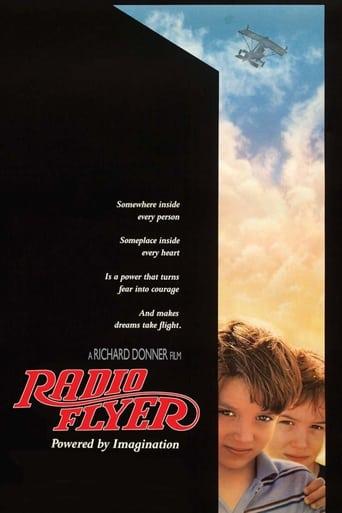 Somewhere inside
every person
Someplace inside
every heart
Is a power that turns
fear into courage
And makes
dreams take flight.
A RICHARD DONNER FILM
RADIO
FLYER
Powered by Imagination